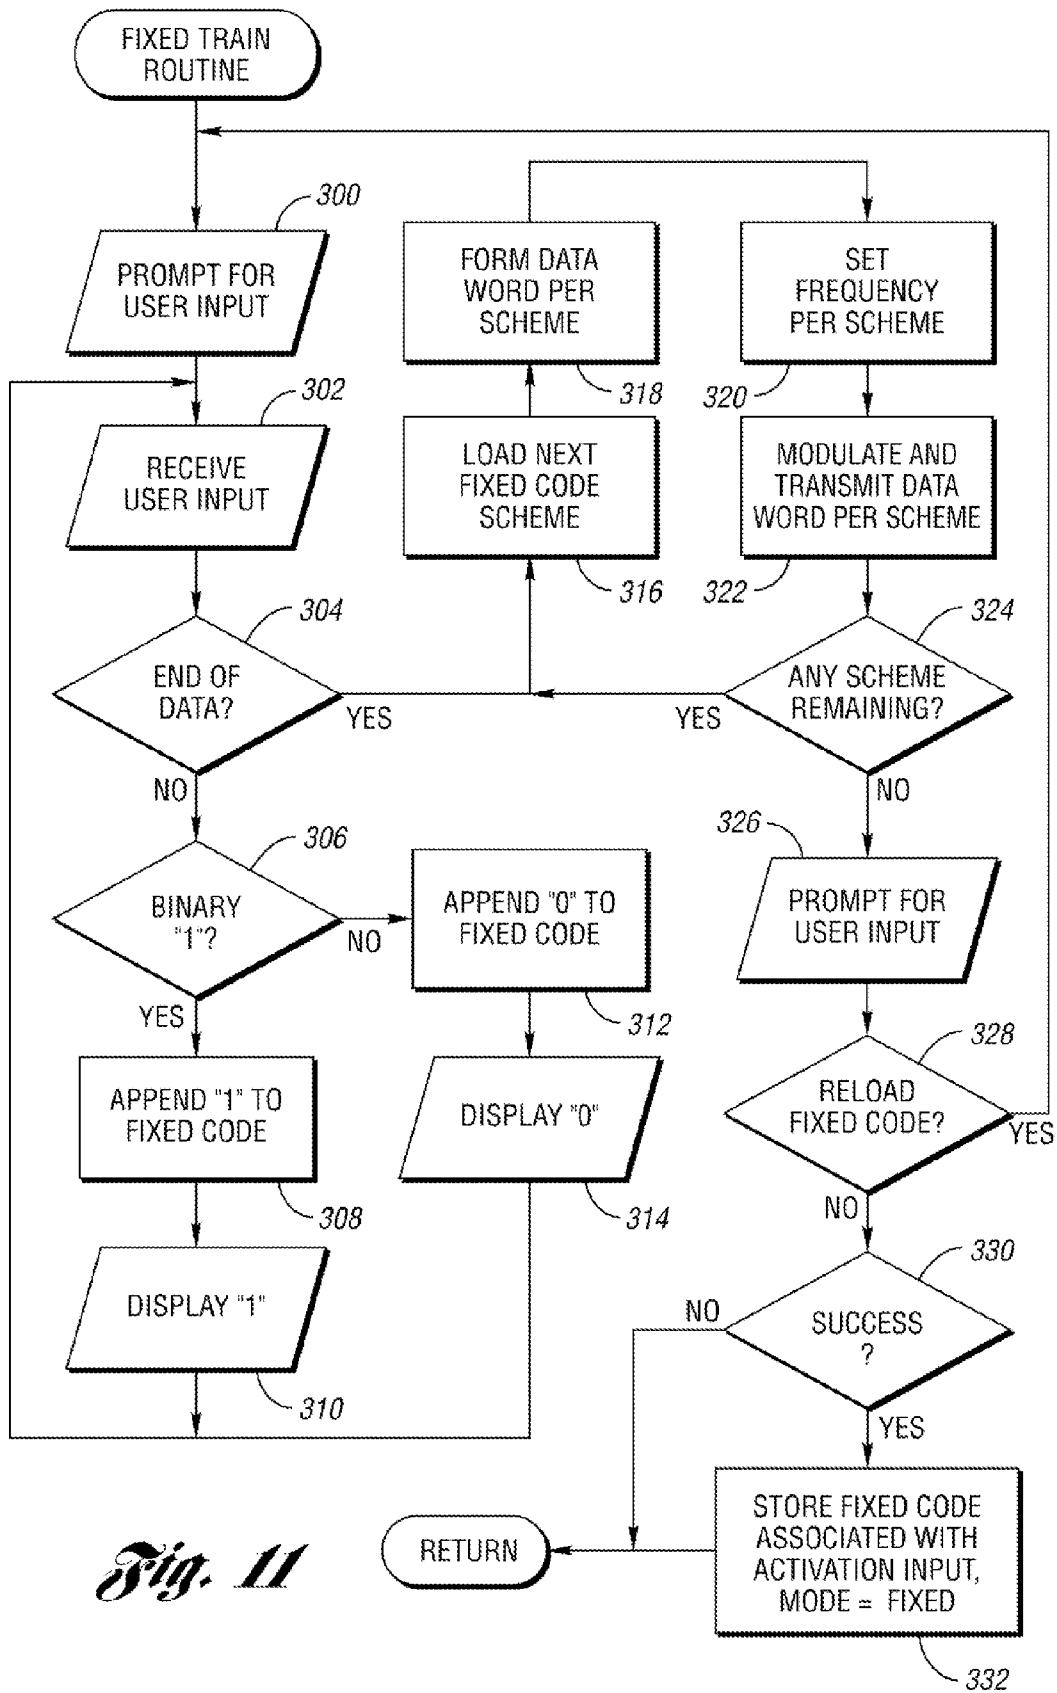 FIXED TRAIN
ROUTINE
300
PROMPT FOR
USER INPUT
302
RECEIVE
USER INPUT
304
END OF
DATA?
YES
NO
306
BINARY
"1"?
NO
YES
APPEND "1" TO
FIXED CODE
308
DISPLAY "1"
310
APPEND "0" TO
FIXED CODE
312
DISPLAY "0"
314
LOAD NEXT
FIXED CODE
SCHEME
316
FORM DATA
WORD PER
SCHEME
318
SET
FREQUENCY
PER SCHEME
320
MODULATE AND
TRANSMIT DATA
WORD PER SCHEME
322
324
ANY SCHEME
REMAINING?
YES
NO
326
PROMPT FOR
USER INPUT
328
RELOAD
FIXED CODE?
YES
NO
330
SUCCESS
?
NO
YES
STORE FIXED CODE
ASSOCIATED WITH
ACTIVATION INPUT,
MODE = FIXED
332
RETURN
Fig. 11